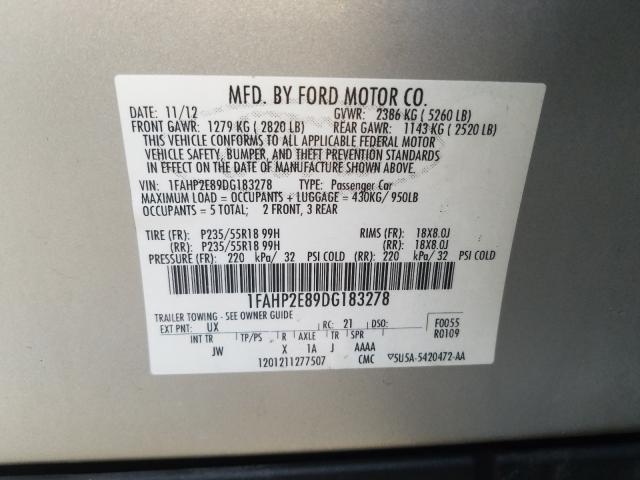 MFD. BY FORD MOTOR CO.
DATE: 11/12 GVWR: 2386 KG ( 5260 LB)
FRONT GAWR: 1279 KG ( 2820 LB) REAR GAWR: 1143 KG ( 2520 LB)
THIS VEHICLE CONFORMS TO ALL APPLICABLE FEDERAL MOTOR
VEHICLE SAFETY, BUMPER, AND THEFT PREVENTION STANDARDS
IN EFFECT ON THE DATE OF MANUFACTURE SHOWN ABOVE.
VIN: 1FAHP2E89DG183278 TYPE: Passenger Car
MAXIMUM LOAD = OCCUPANTS + LUGGAGE = 430KG/ 950LB
OCCUPANTS = 5 TOTAL; 2 FRONT, 3 REAR
TIRE (FR): P235/55R18 99H RIMS (FR): 18X8.0J
(RR): P235/55R18 99H (RR): 18X8.0J
PRESSURE (FR): 220 kPa/ 32 PSI COLD (RR): 220 kPa/ 32 PSI COLD
1FAHP2E89DG183278
TRAILER TOWING - SEE OWNER GUIDE
EXT PNT: UX RC: 21 DSO: F0055
INT TR TP/PS R AXLE TR SPR R0109
JW X 1A J AAAA
1201211277507 CMC ▽5U5A-5420472-AA